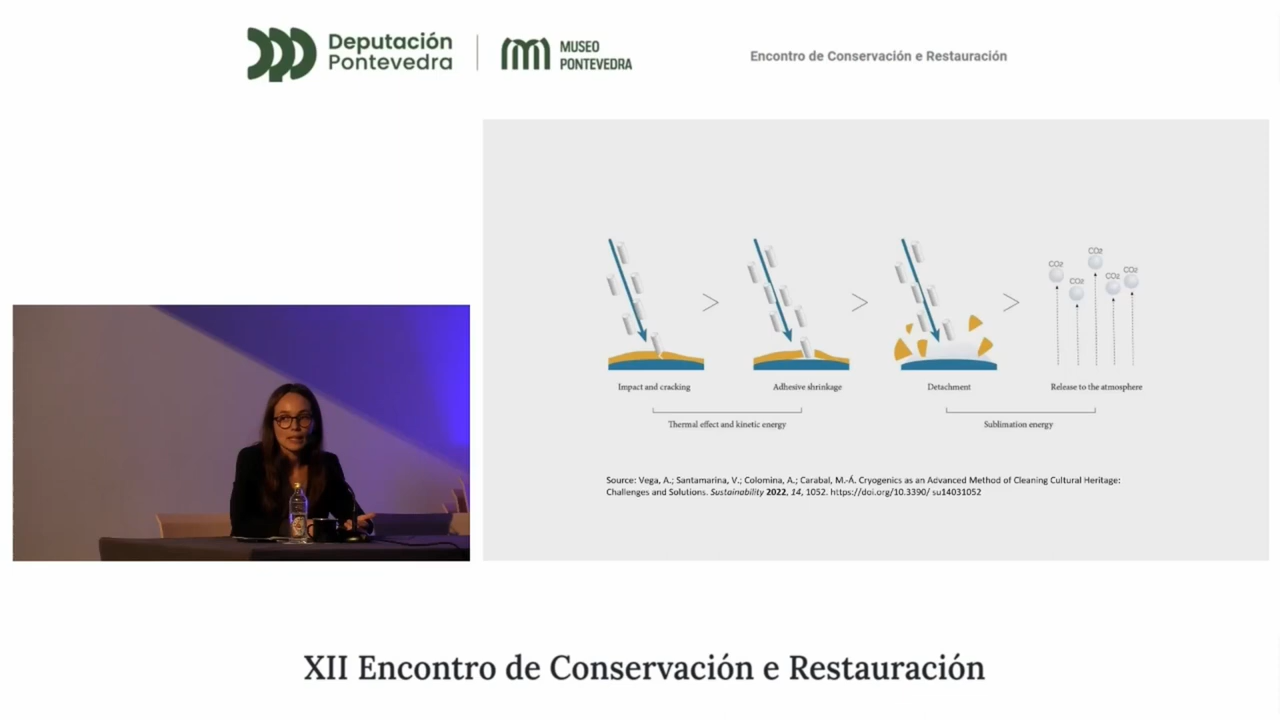 Deputación
Pontevedra
MUSEO
PONTEVEDRA
Encontro de Conservación e Restauración
CO2
CO2
CO2
CO2
CO2
>
>
>
Impact and cracking
Adhesive shrinkage
Detachment
Release to the atmosphere
Thermal effect and kinetic energy
Sublimation energy
Source: Vega, A.; Santamarina, V.; Colomina, A.; Carabal, M.-Á. Cryogenics as an Advanced Method of Cleaning Cultural Heritage:
Challenges and Solutions. Sustainability 2022, 14, 1052. https://doi.org/10.3390/ su14031052
XII Encontro de Conservación e Restauración